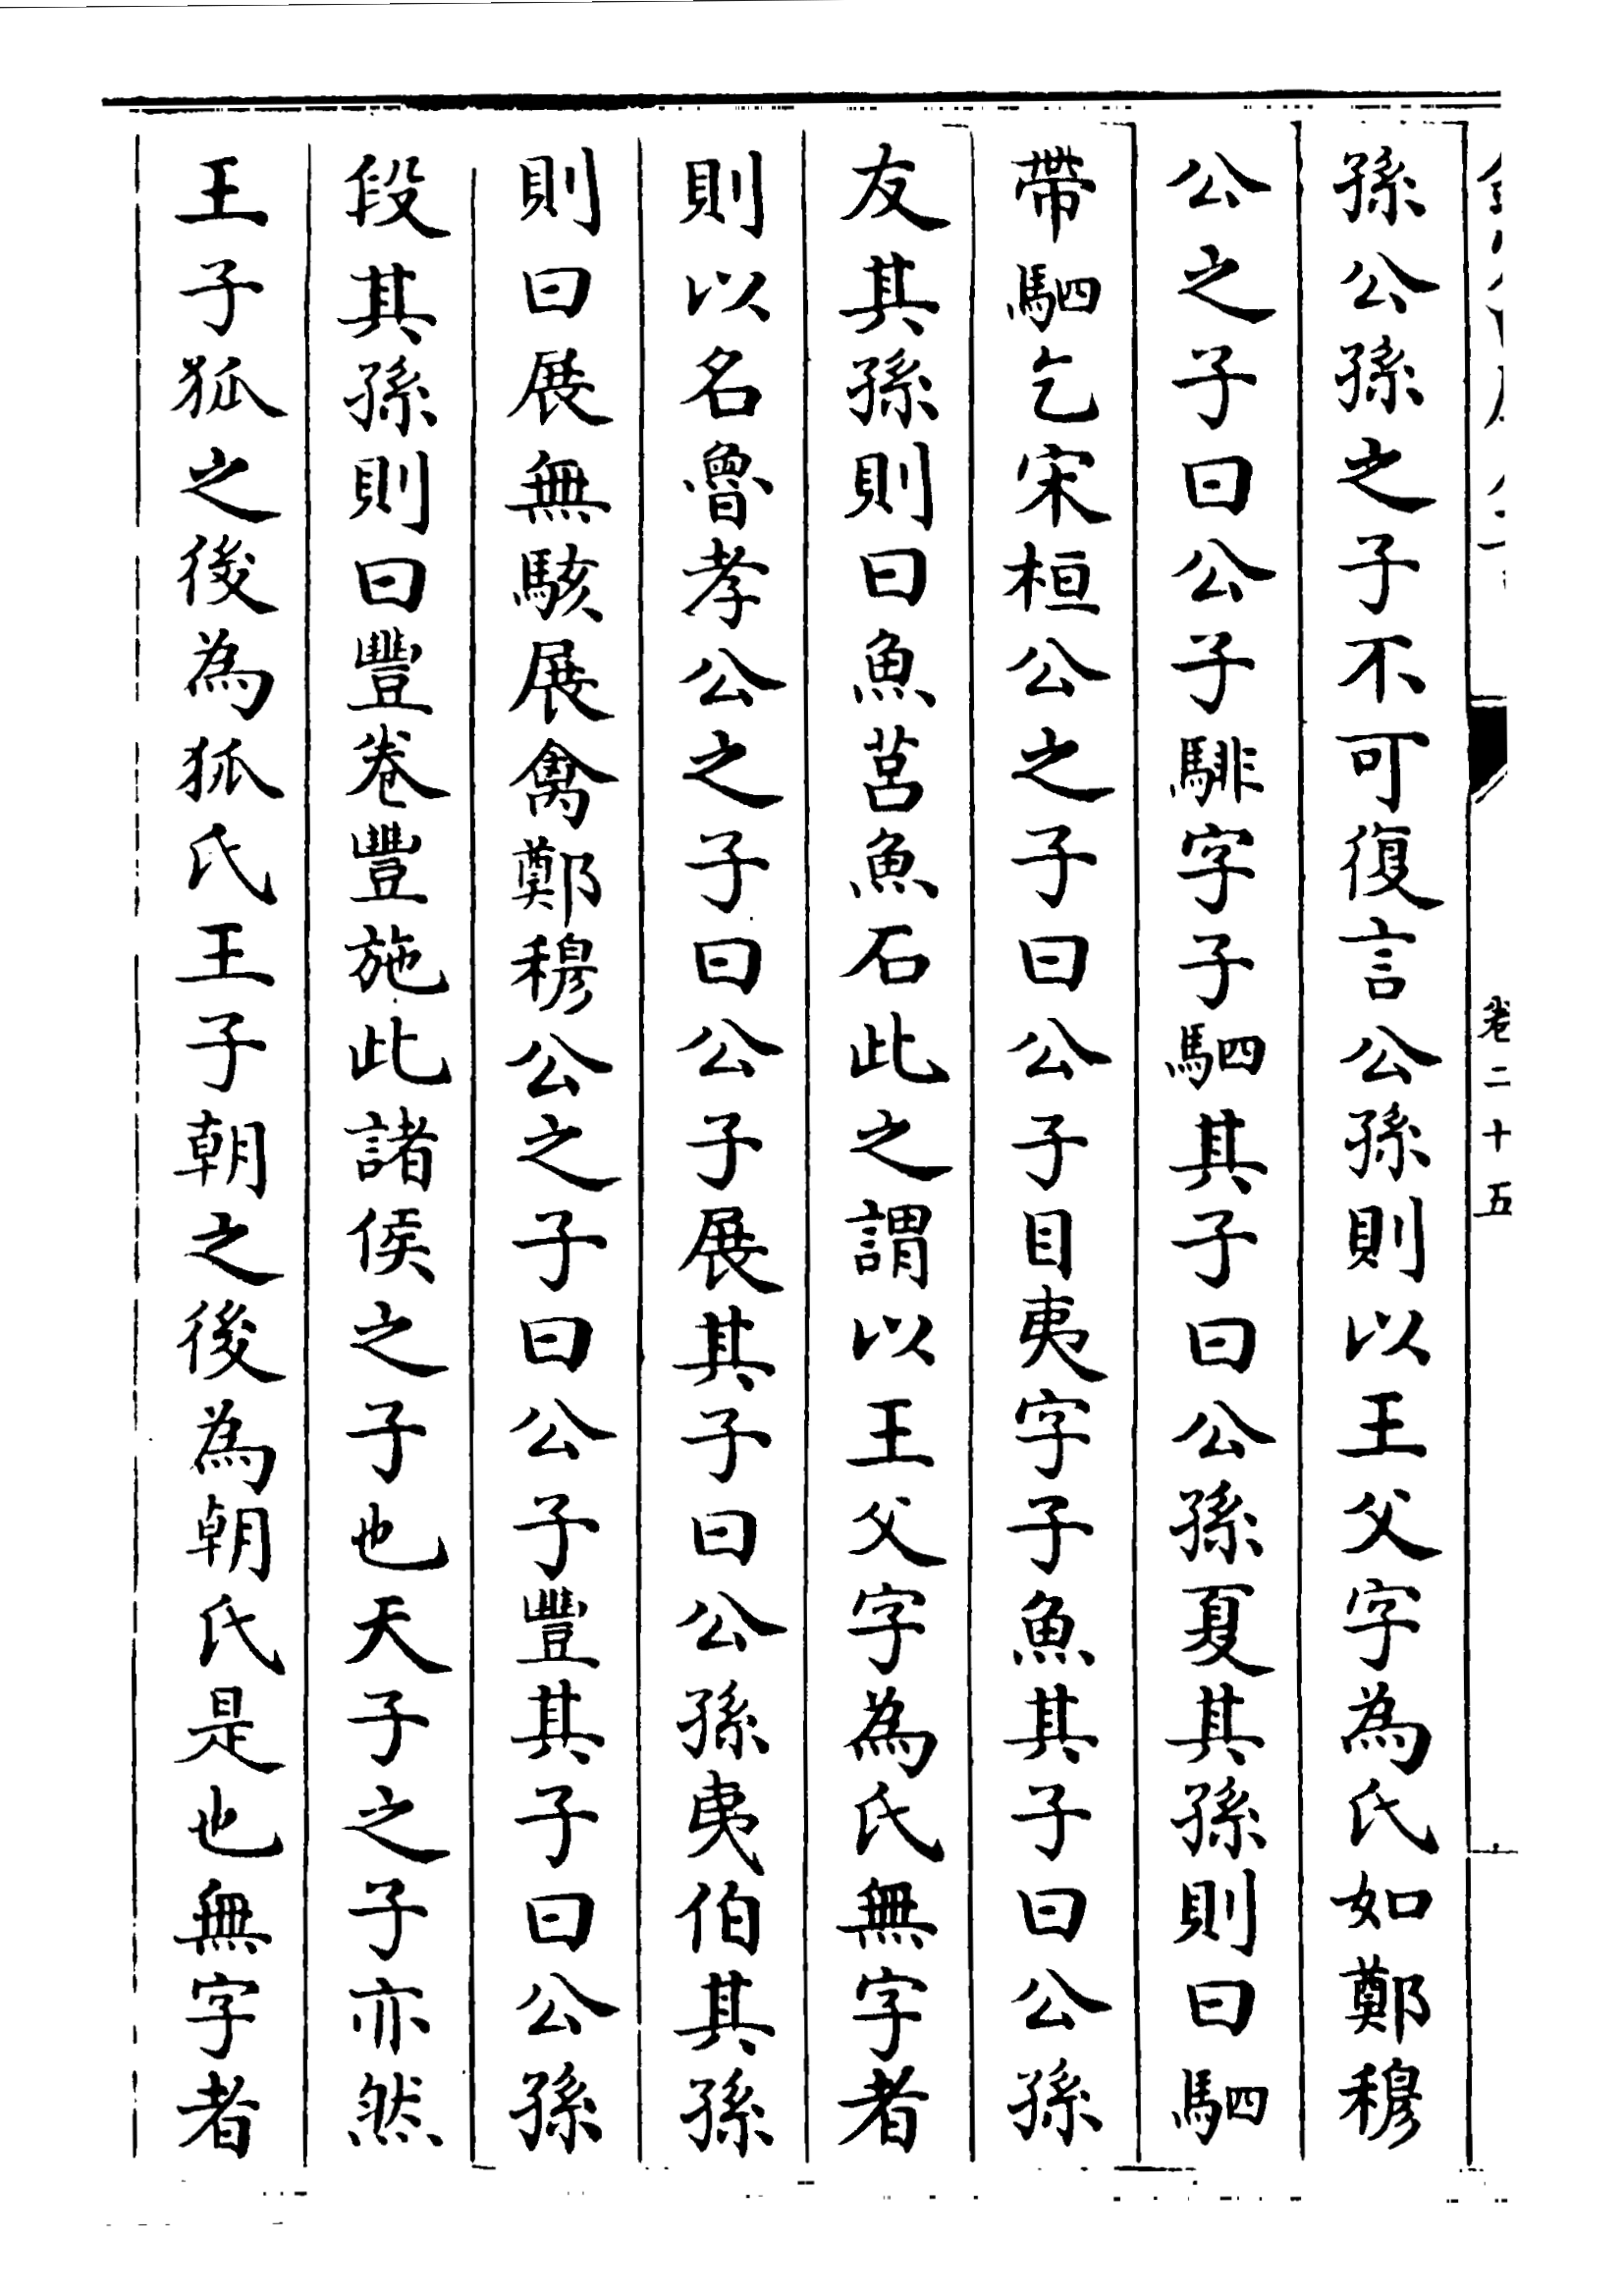 卷二十五
孫公孫之子不可復言公孫則以王父字為氏如鄭穆
公之子曰公子騑字子駟其子曰公孫夏其孫則曰駟
帶駟乞宋桓公之子曰公子目夷字子魚其子曰公孫
友其孫則曰魚莒魚石此之謂以王父字為氏無字者
則以名魯孝公之子曰公子展其子曰公孫夷伯其孫
則曰展無駭展禽鄭穆公之子曰公子豐其子曰公孫
段其孫則曰豐卷豐施此諸侯之子也天子之子亦然
王子狐之後為狐氏王子朝之後為朝氏是也無字者